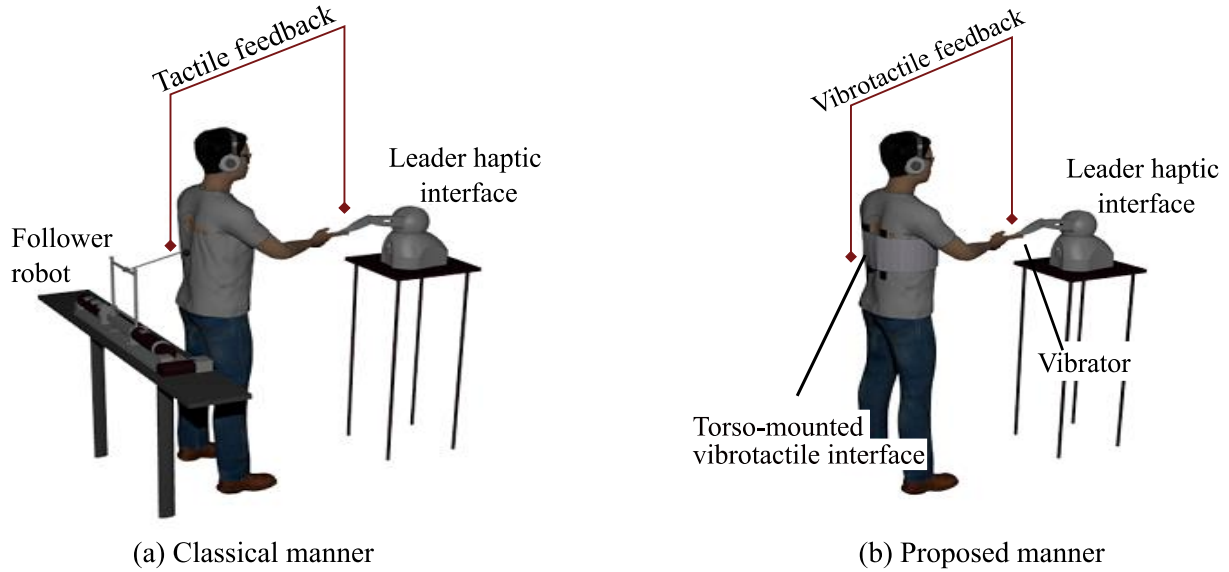 Tactile feedback
Leader haptic
interface
Follower
robot
(a) Classical manner
Vibrotactile feedback
Leader haptic
interface
Vibrator
Torso-mounted
vibrotactile interface
(b) Proposed manner